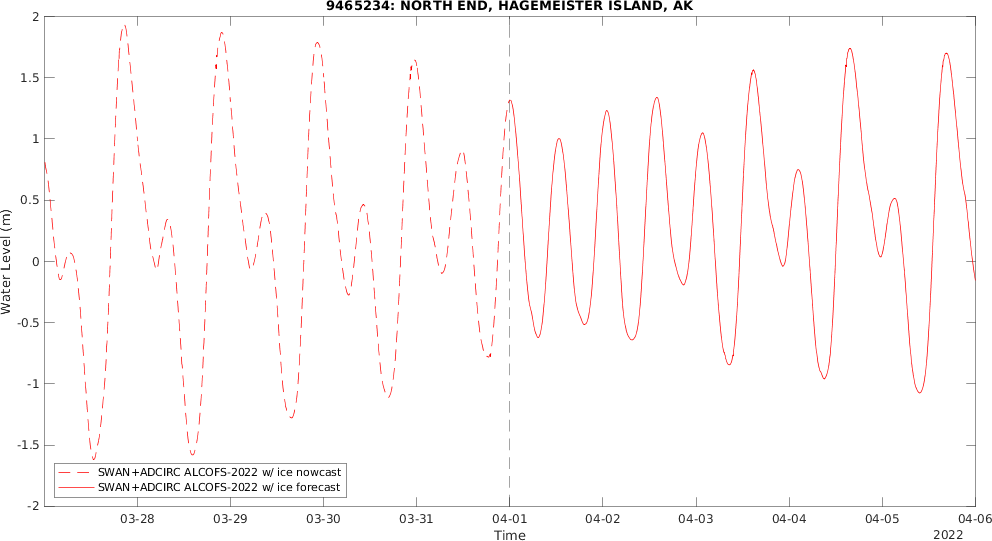 9465234: NORTH END, HAGEMEISTER ISLAND, AK
2
1.5
1
0.5
0
-0.5
-1
-1.5
-2
Water Level (m)
SWAN+ADCIRC ALCOFS-2022 w/ ice nowcast
SWAN+ADCIRC ALCOFS-2022 w/ ice forecast
03-28 03-29 03-30 03-31 04-01 04-02 04-03 04-04 04-05 04-06
Time
2022